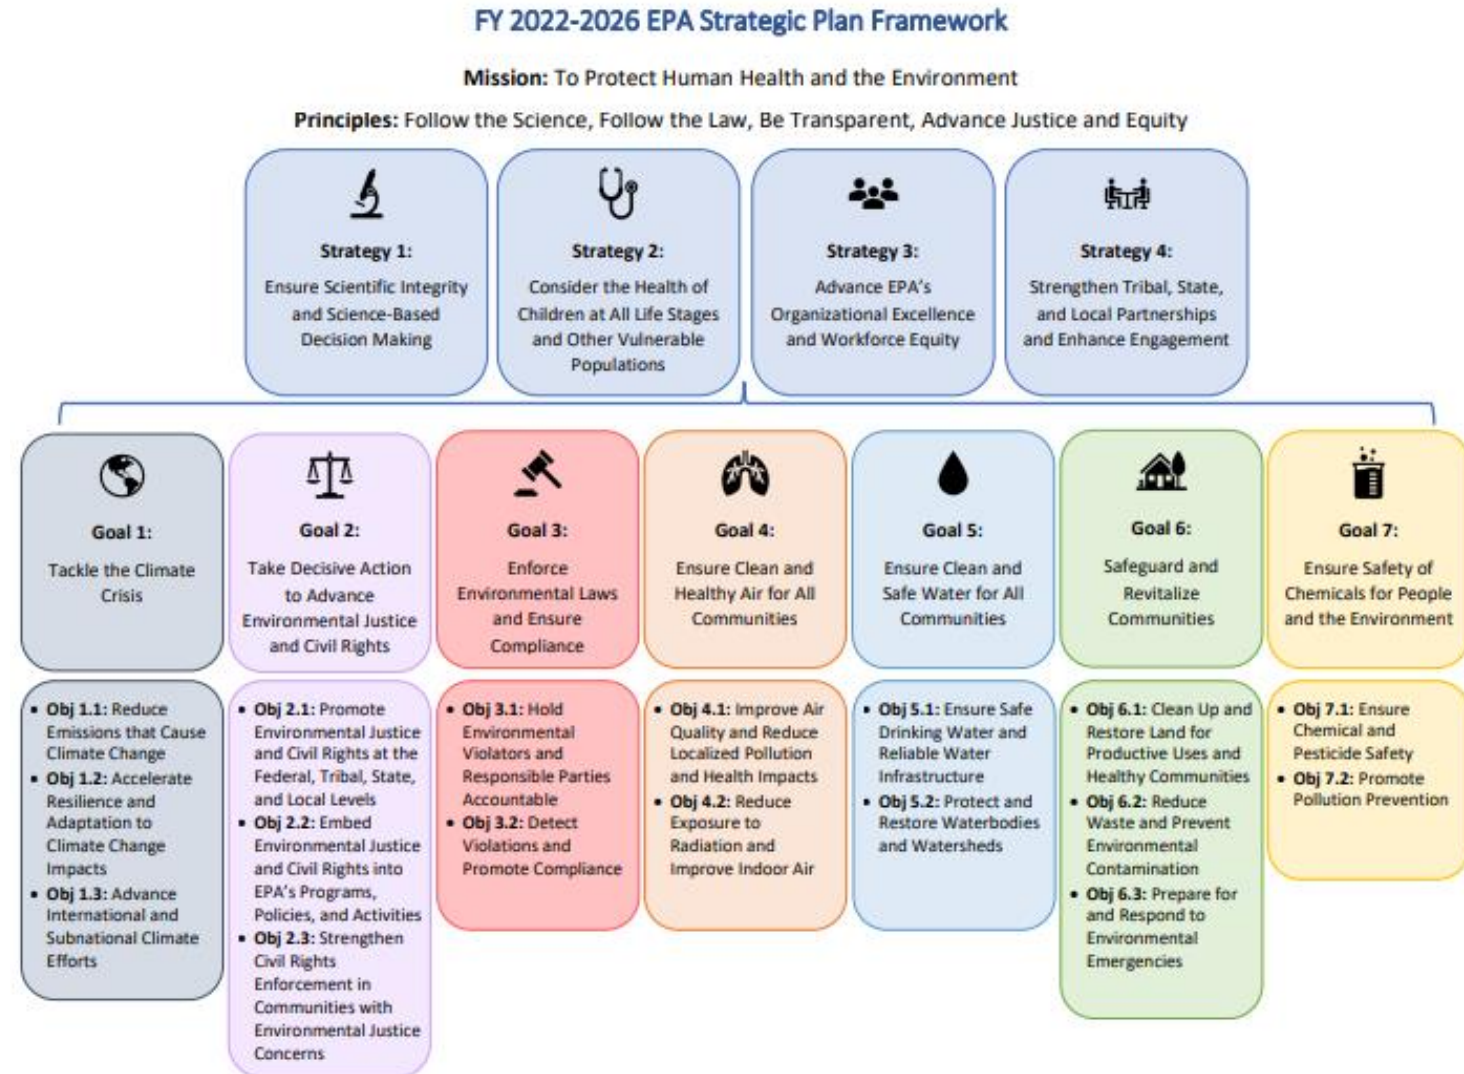 FY 2022-2026 EPA Strategic Plan Framework
Mission: To Protect Human Health and the Environment
Principles: Follow the Science, Follow the Law, Be Transparent, Advance Justice and Equity
Strategy 1:
Ensure Scientific Integrity
and Science-Based
Decision Making
Strategy 2:
Consider the Health of
Children at All Life Stages
and Other Vulnerable
Populations
Strategy 3:
Advance EPA's
Organizational Excellence
and Workforce Equity
Strategy 4:
Strengthen Tribal, State,
and Local Partnerships
and Enhance Engagement
Goal 1:
Tackle the Climate
Crisis
Goal 2:
Take Decisive Action
to Advance
Environmental Justice
and Civil Rights
Goal 3:
Enforce
Environmental Laws
and Ensure
Compliance
Goal 4:
Ensure Clean and
Healthy Air for All
Communities
Goal 5:
Ensure Clean and
Safe Water for All
Communities
Goal 6:
Safeguard and
Revitalize
Communities
Goal 7:
Ensure Safety of
Chemicals for People
and the Environment
• Obj 1.1: Reduce
Emissions that Cause
Climate Change
• Obj 1.2: Accelerate
Resilience and
Adaptation to
Climate Change
Impacts
• Obj 1.3: Advance
International and
Subnational Climate
Efforts
• Obj 2.1: Promote
Environmental Justice
and Civil Rights at the
Federal, Tribal, State,
and Local Levels
• Obj 2.2: Embed
Environmental Justice
and Civil Rights into
EPA's Programs,
Policies, and Activities
• Obj 2.3: Strengthen
Civil Rights
Enforcement in
Communities with
Environmental Justice
Concerns
• Obj 3.1: Hold
Environmental
Violators and
Responsible Parties
Accountable
• Obj 3.2: Detect
Violations and
Promote Compliance
• Obj 4.1: Improve Air
Quality and Reduce
Localized Pollution
and Health Impacts
• Obj 4.2: Reduce
Exposure to
Radiation and
Improve Indoor Air
• Obj 5.1: Ensure Safe
Drinking Water and
Reliable Water
Infrastructure
• Obj 5.2: Protect and
Restore Waterbodies
and Watersheds
• Obj 6.1: Clean Up and
Restore Land for
Productive Uses and
Healthy Communities
• Obj 6.2: Reduce
Waste and Prevent
Environmental
Contamination
• Obj 6.3: Prepare for
and Respond to
Environmental
Emergencies
• Obj 7.1: Ensure
Chemical and
Pesticide Safety
• Obj 7.2: Promote
Pollution Prevention